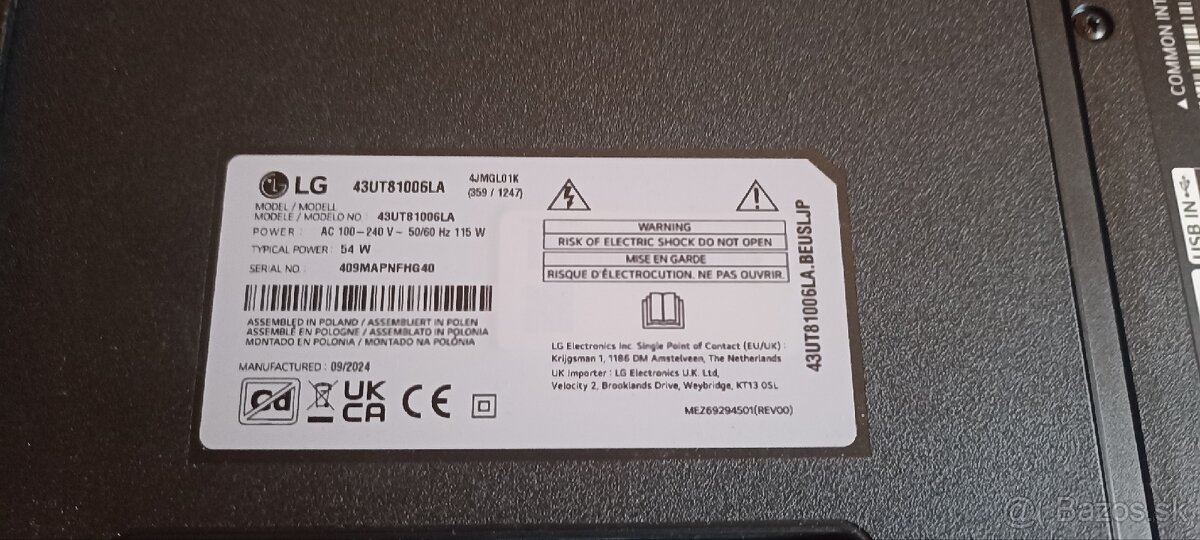 LG 43UT81006LA 4JMGL01K
(359 / 1247)
MODEL / MODELL
MODÈLE / MODELO NO : 43UT81006LA
POWER : AC 100-240 V~ 50/60 Hz 115 W
TYPICAL POWER : 54 W
SERIAL NO. 409MAPNFHG40
ASSEMBLED IN POLAND / ASSEMBLIERT IN POLEN
ASSEMBLÉ EN POLOGNE / ASSEMBLATO IN POLONIA
MONTADO EN POLONIA / MONTADO NA POLÓNIA
MANUFACTURED : 09/2024
Cd
UK
CA
CE
WARNING
RISK OF ELECTRIC SHOCK DO NOT OPEN
MISE EN GARDE
RISQUE D'ÉLECTROCUTION. NE PAS OUVRIR.
LG Electronics Inc. Single Point of Contact (EU/UK) :
Krijgsman 1, 1186 DM Amstelveen, The Netherlands
UK Importer : LG Electronics U.K. Ltd,
Velocity 2, Brooklands Drive, Weybridge, KT13 0SL
MEZ69294501(REV00)
43UT81006LA.BEUSLJP
▲COMMON INT
USB IN
@ Bazos.sk